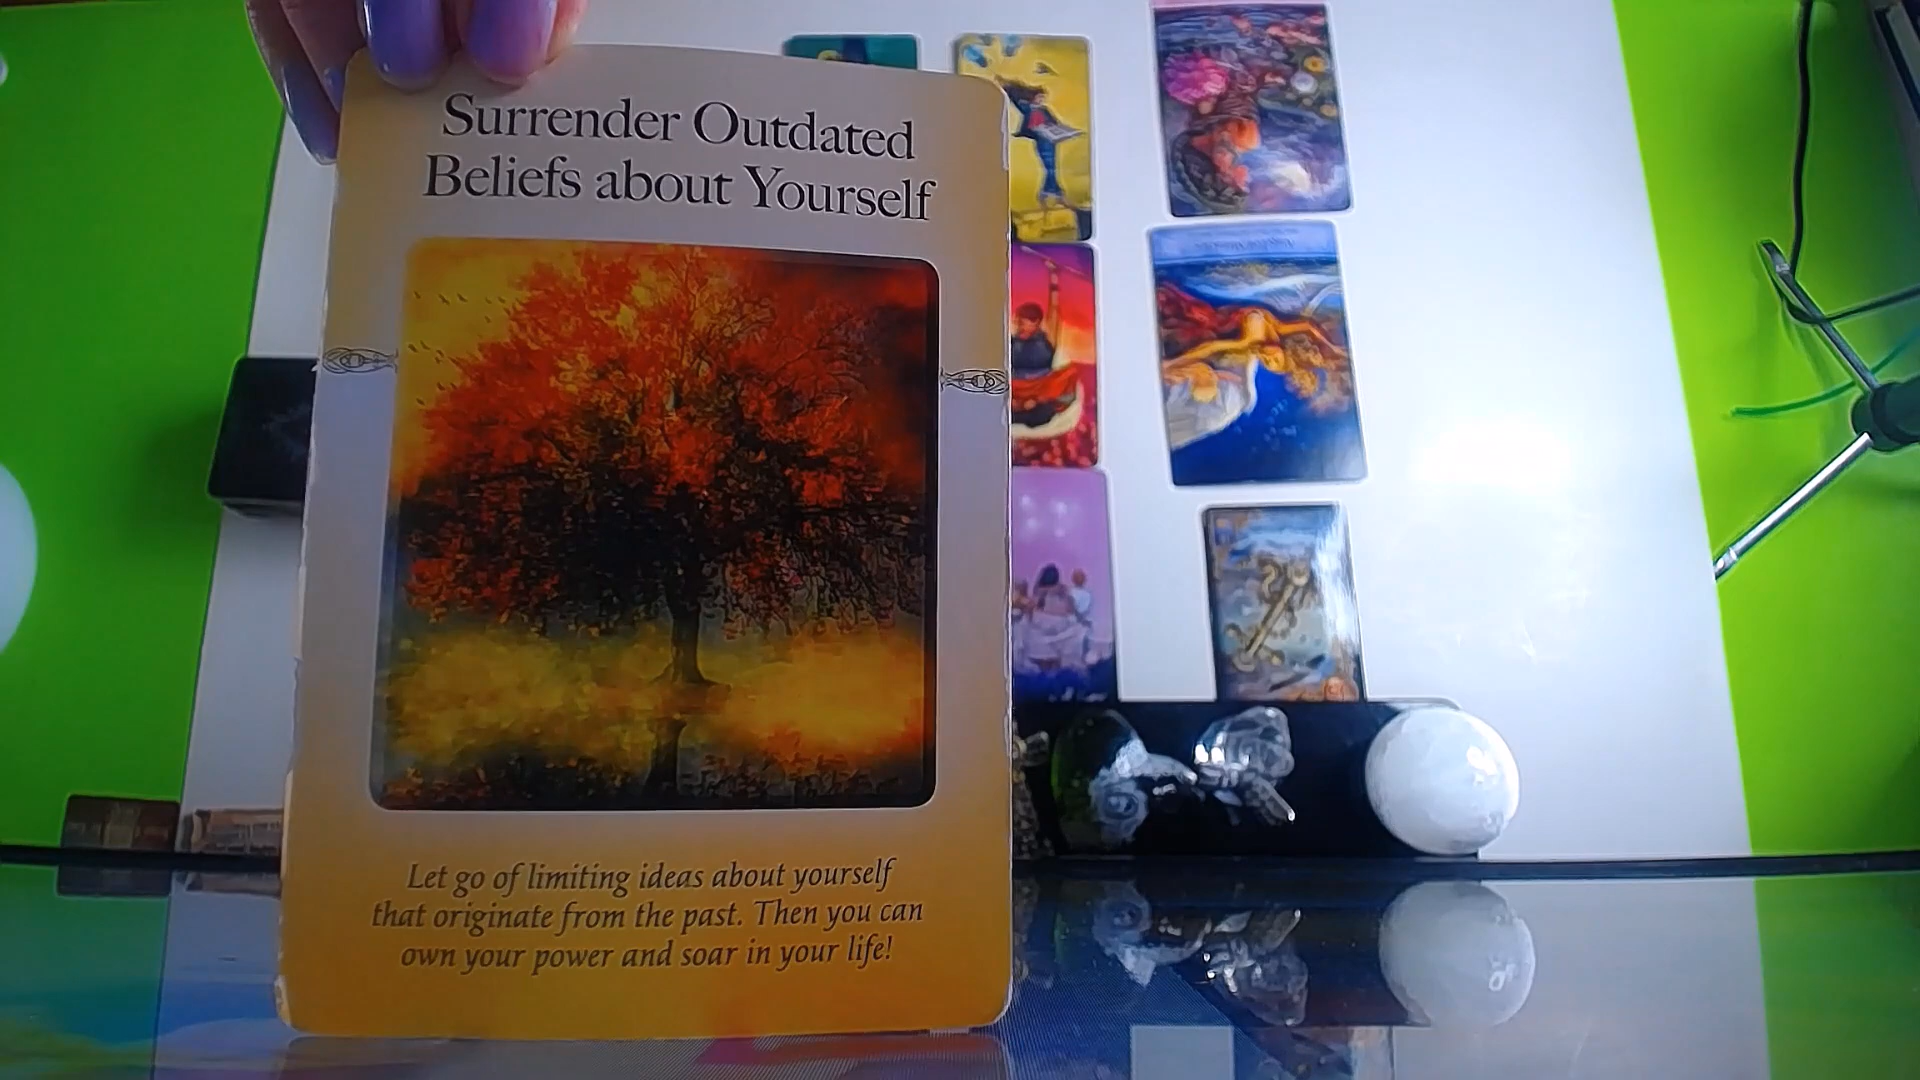 Surrender Outdated
Beliefs about Yourself
Let go of limiting ideas about yourself
that originate from the past. Then you can
own your power and soar in your life!